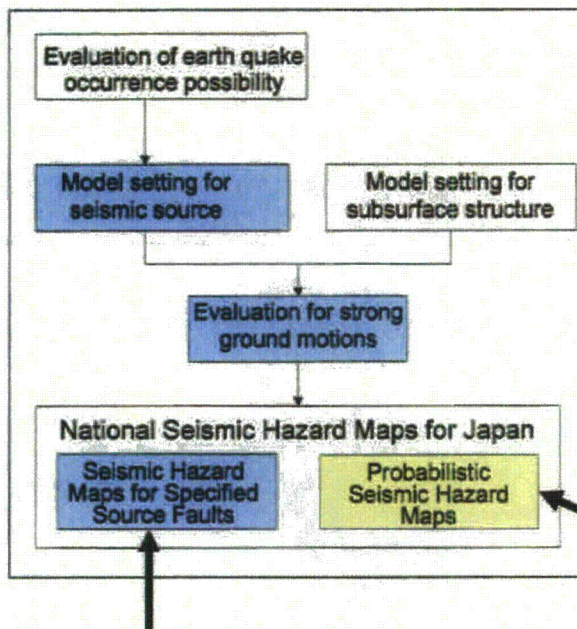 Evaluation of earth quake
occurrence possibility
Model setting for
seismic source
Model setting for
subsurface structure
Evaluation for strong
ground motions
National Seismic Hazard Maps for Japan
Seismic Hazard
Maps for Specified
Source Faults
Probabilistic
Seismic Hazard
Maps